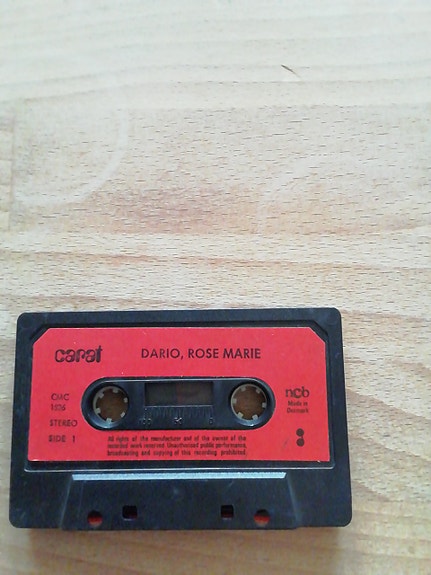 carat
DARIO, ROSE MARIE
CMC
STEREO
SIDE 1
ncb
Made in
Denmark
All rights of the manufacturer and of the owner of the
recorded work reserved. Unauthorized public performance,
broadcasting and copying of this recording prohibited.